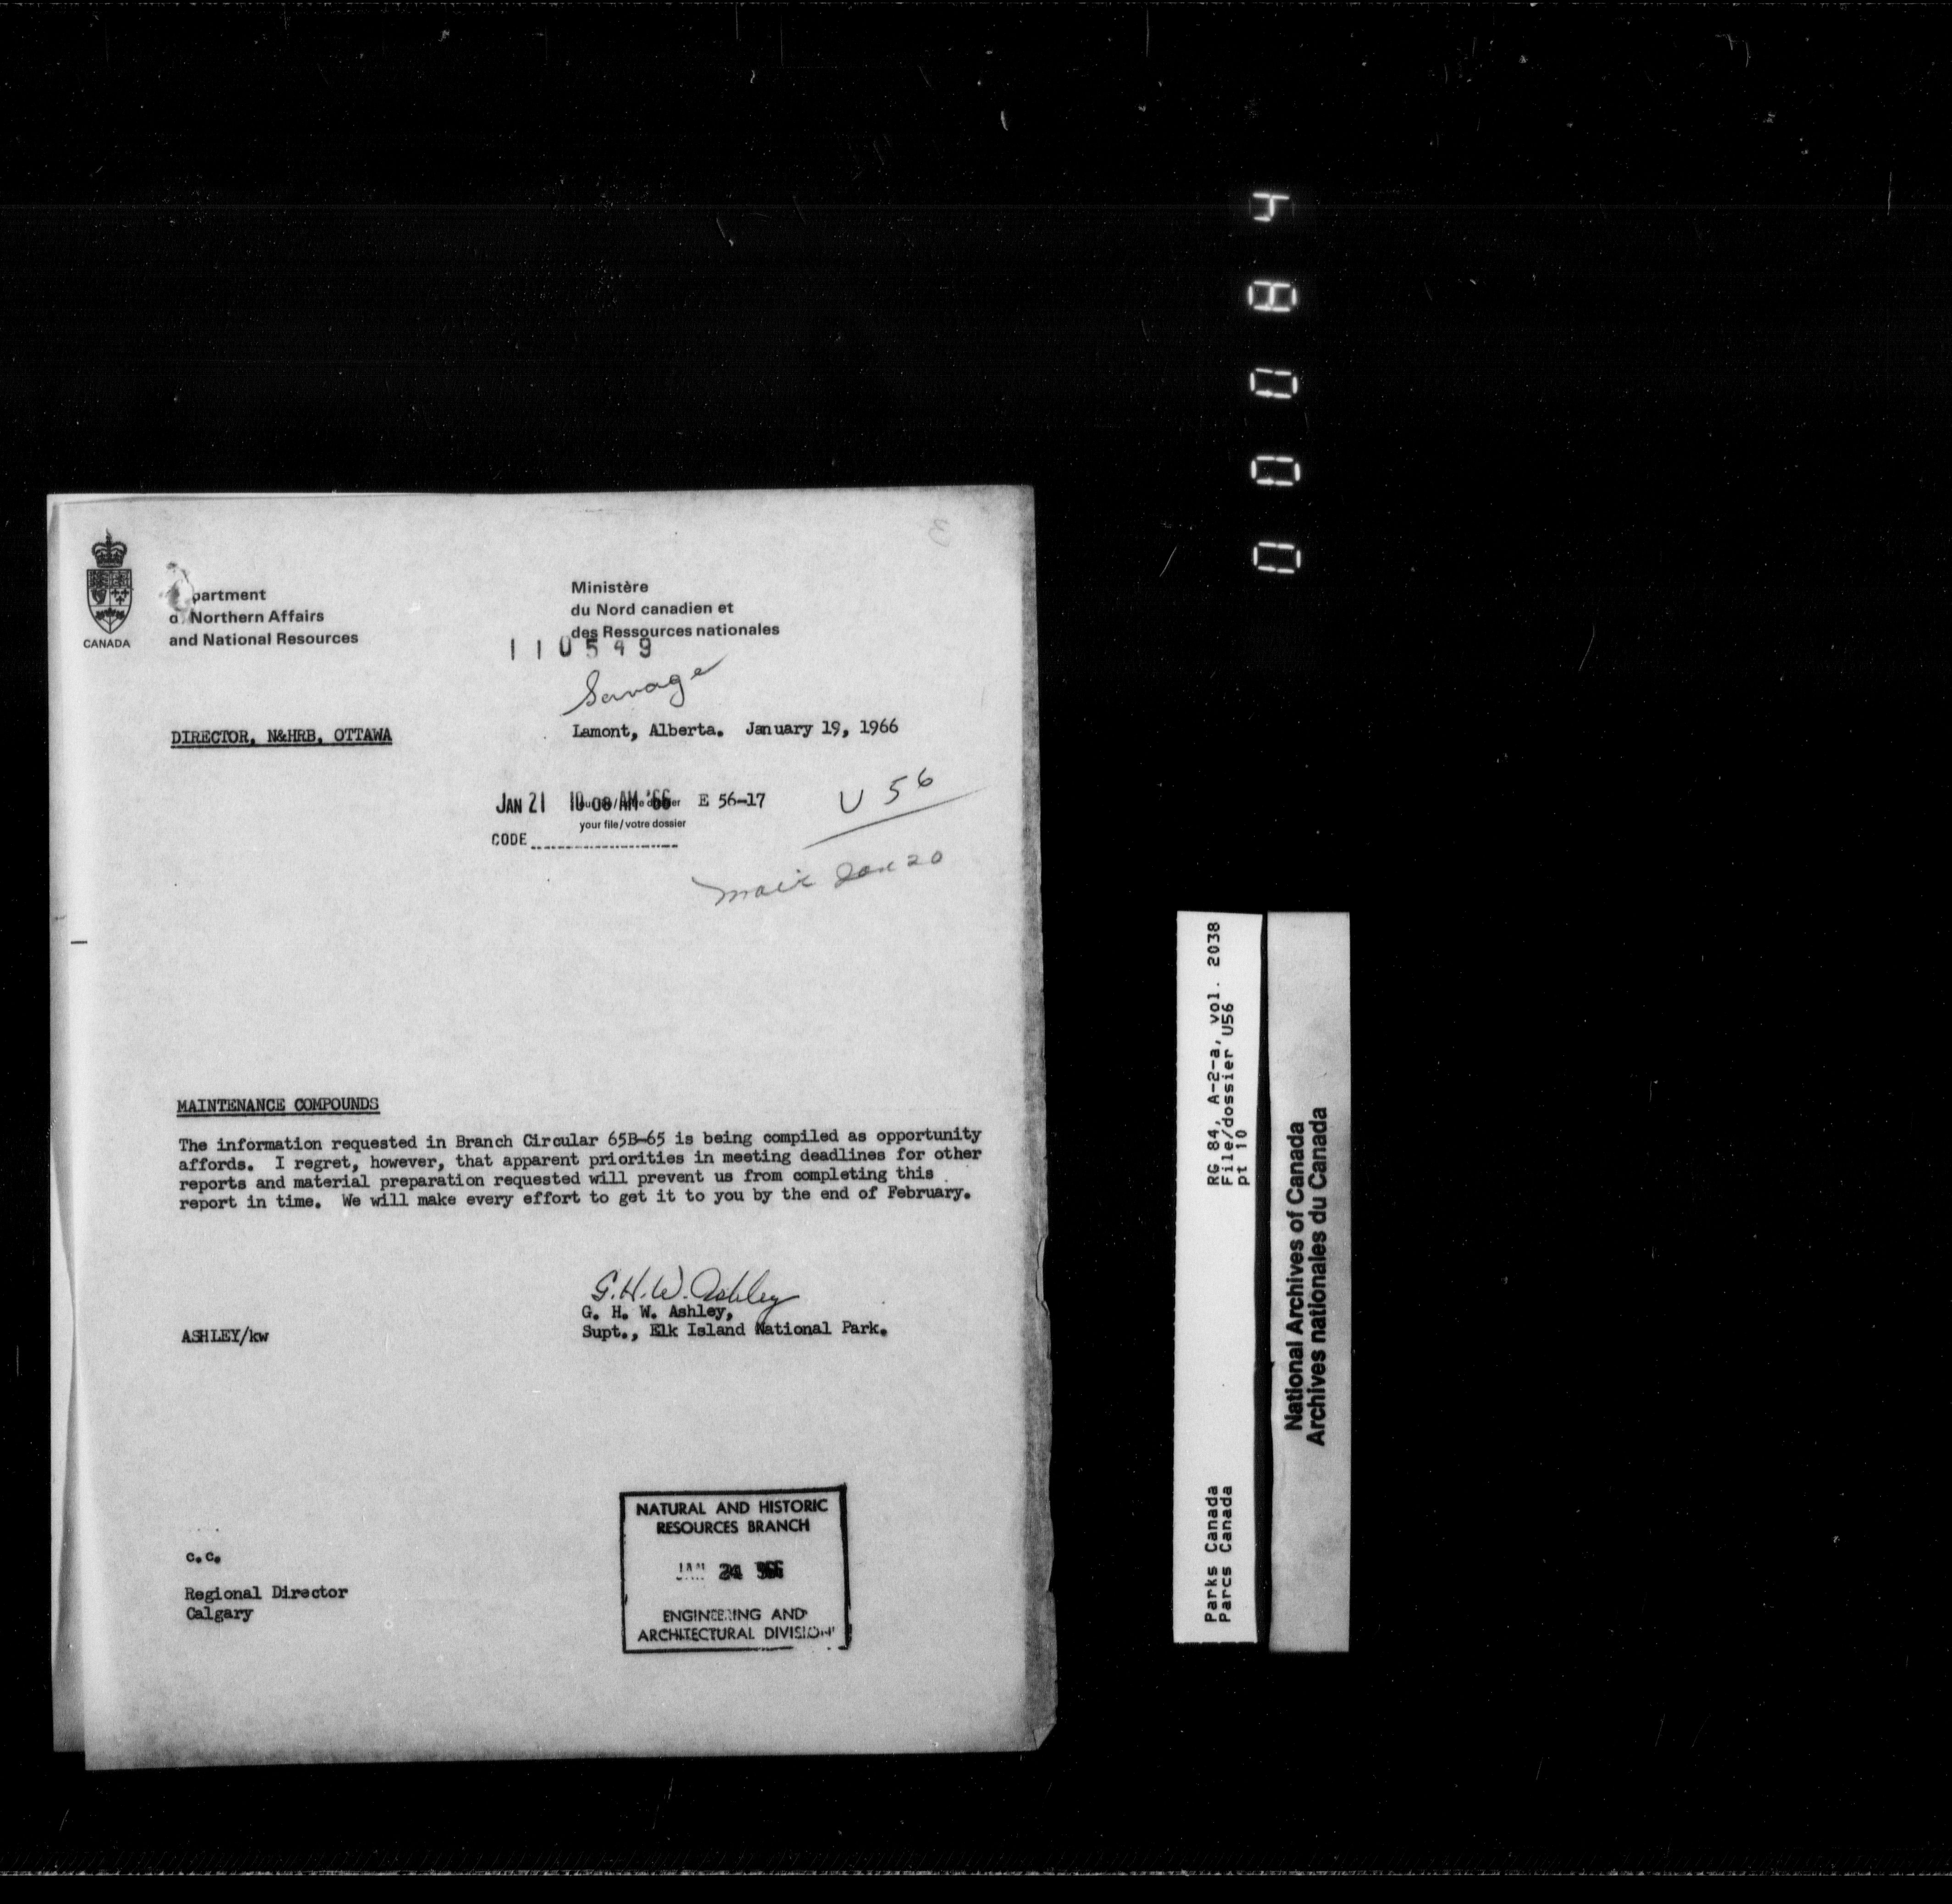 Department
of Northern Affairs
and National Resources
CANADA
Ministère
du Nord canadien et
des Ressources nationales
110549
Savage
DIRECTOR, N&HRB, OTTAWA
Lamont, Alberta. January 19, 1966
JAN 21 10 08 AM '66 E 56-17
your file/votre dossier
CODE
U 56
Jan 20
MAINTENANCE COMPOUNDS
The information requested in Branch Circular 65B-65 is being compiled as opportunity
affords. I regret, however, that apparent priorities in meeting deadlines for other
reports and material preparation requested will prevent us from completing this
report in time. We will make every effort to get it to you by the end of February.
G.H.W. Ashley
G. H. W. Ashley,
Supt., Elk Island National Park.
ASHLEY/kw
c.c.
Regional Director
Calgary
NATURAL AND HISTORIC
RESOURCES BRANCH
JAN 24 1966
ENGINEERING AND
ARCHITECTURAL DIVISION
Parks Canada RG 84, A-2-a, vol. 2038
Parcs Canada File/dossier U56
pt 10
National Archives of Canada
Archives nationales du Canada